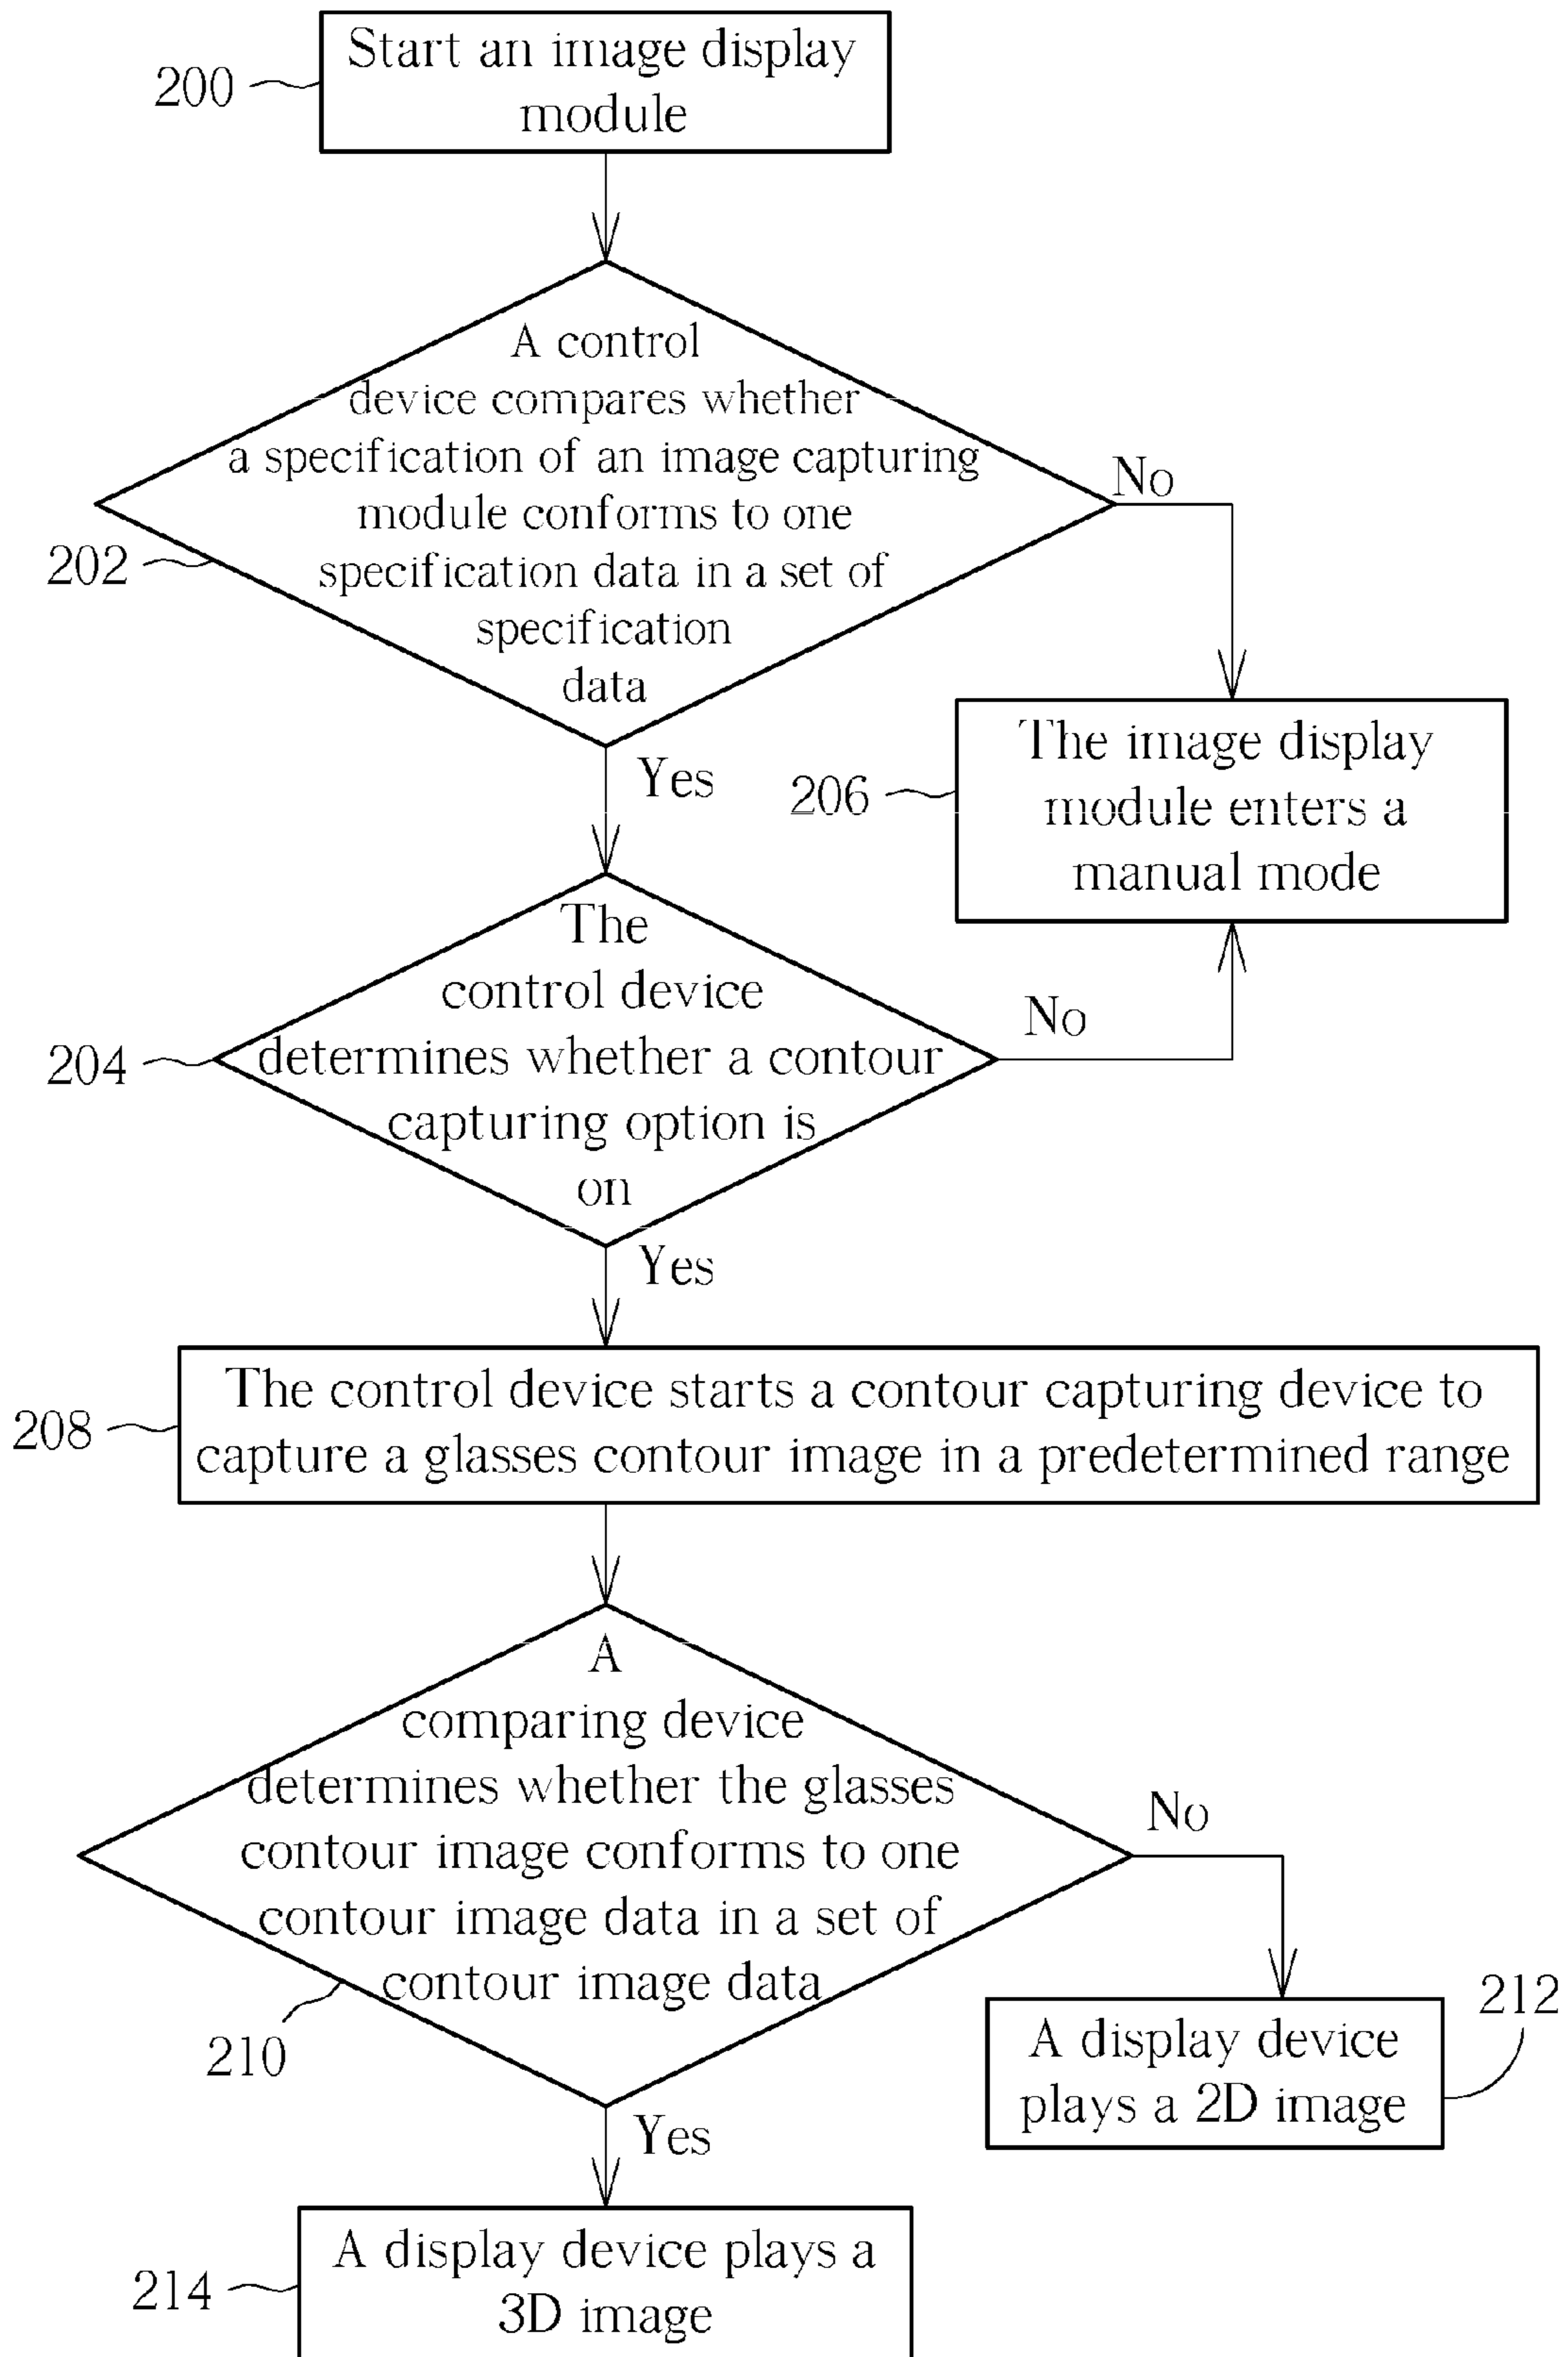 Start an image display
module
200
A control
device compares whether
a specification of an image capturing
module conforms to one
specification data in a set of
specification
data
202
No
Yes
The image display
module enters a
manual mode
206
The
control device
determines whether a contour
capturing option is
on
204
No
Yes
The control device starts a contour capturing device to
capture a glasses contour image in a predetermined range
208
A
comparing device
determines whether the glasses
contour image conforms to one
contour image data in a set of
contour image data
210
No
Yes
A display device
plays a 2D image
212
A display device plays a
3D image
214